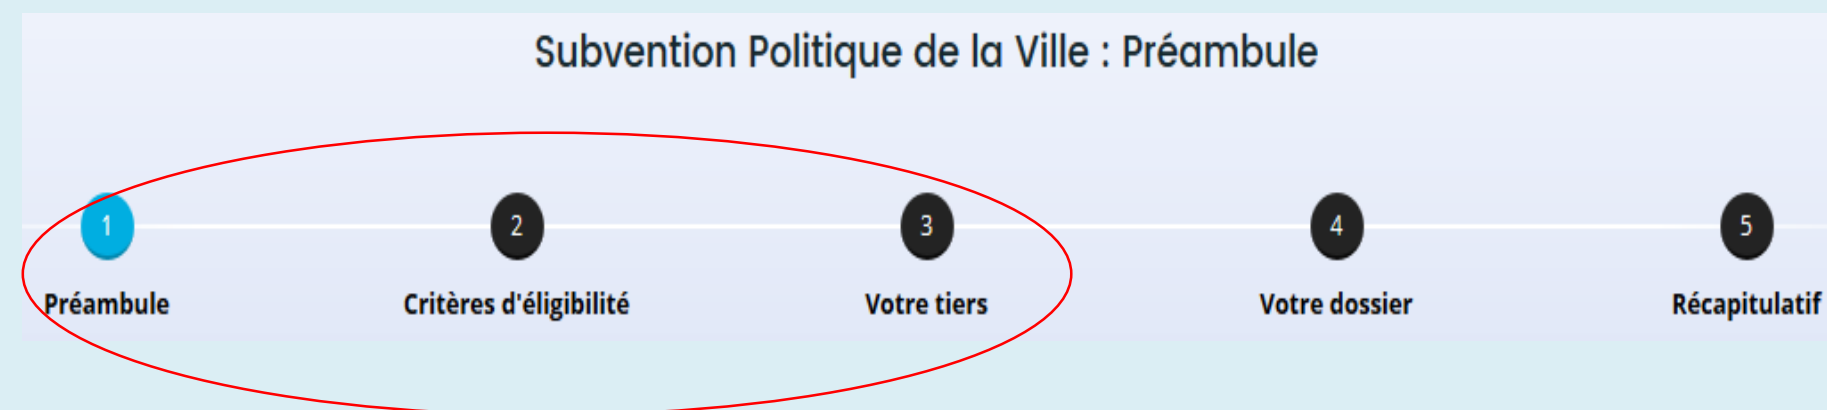 Subvention Politique de la Ville : Préambule
1 2 3 4 5
Préambule Critères d'éligibilité Votre tiers Votre dossier Récapitulatif